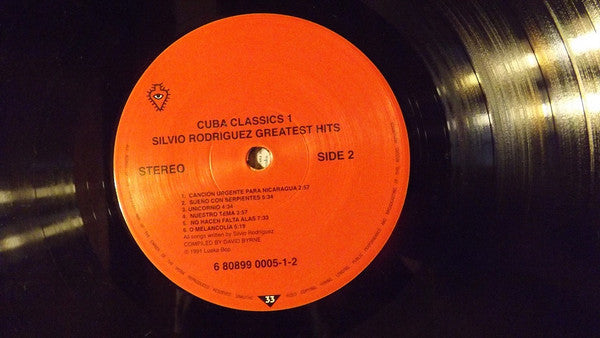 CUBA CLASSICS 1
SILVIO RODRIGUEZ GREATEST HITS
STEREO
SIDE 2
1. CANCIÓN URGENTE PARA NICARAGUA 2:57
2. SUEÑO CON SERPIENTES 5:34
3. UNICORNIO 4:34
4. NUESTRO TEMA 2:57
5. NO HACEN FALTA ALAS 7:33
6. O MELANCOLIA 5:19
All songs written by Silvio Rodriguez
COMPILED BY DAVID BYRNE
℗ 1991 Luaka Bop
6 80899 0005-1-2
33